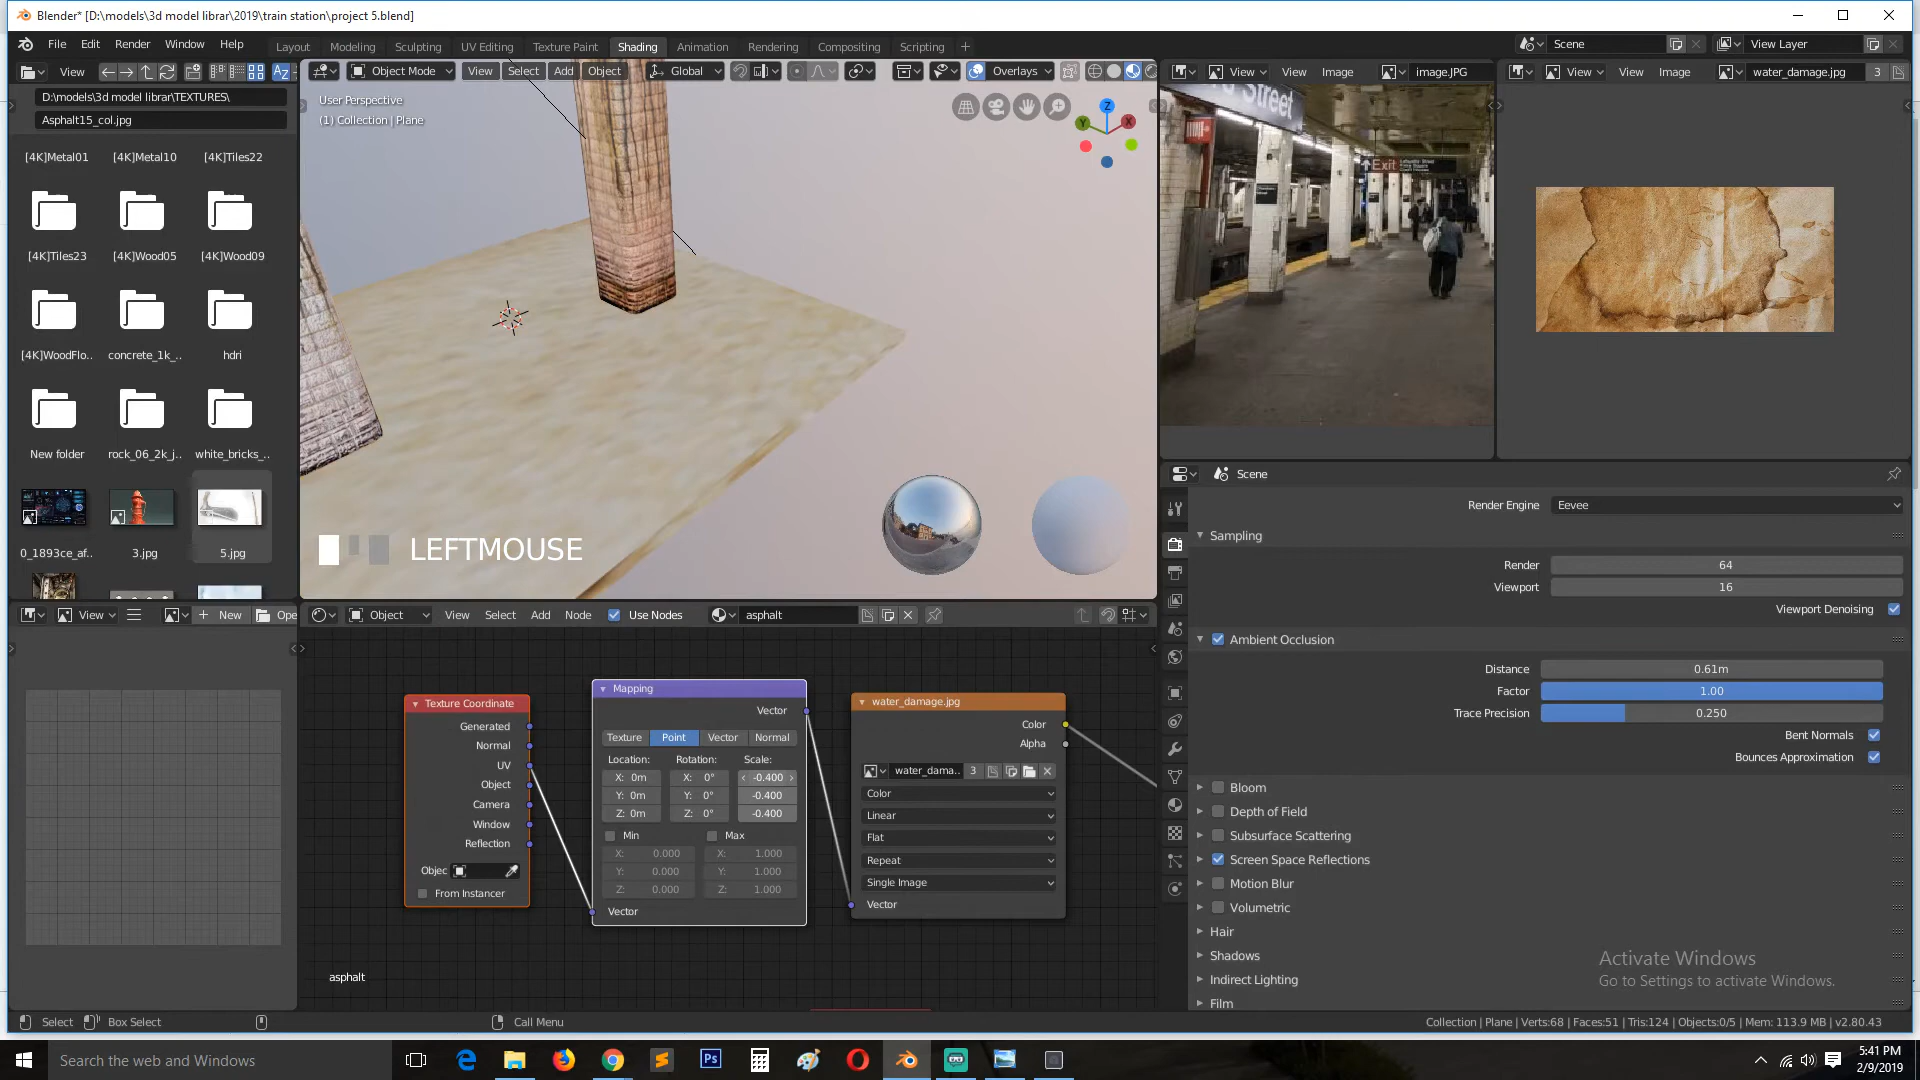 Blender* [D:\models\3d model librar\2019\train station\project 5.blend]
File Edit Render Window Help
Layout Modeling Sculpting UV Editing Texture Paint Shading Animation Rendering Compositing Scripting +
Scene
View Layer
View
D:\models\3d model librar\TEXTURES\
Asphalt15_col.jpg
[4K]Metal01 [4K]Metal10 [4K]Tiles22
[4K]Tiles23 [4K]Wood05 [4K]Wood09
[4K]WoodFlo.. concrete_1k_.. hdri
New folder rock_06_2k_j.. white_bricks_..
0_1893ce_af.. 3.jpg 5.jpg
Object Mode View Select Add Object Global Overlays
User Perspective
(1) Collection | Plane
Z
Y
X
LEFTMOUSE
View View Image image.JPG
Street
Exit
View View Image water_damage.jpg 3
View New Ope
Object View Select Add Node Use Nodes asphalt
Texture Coordinate
Generated
Normal
UV
Object
Camera
Window
Reflection
Objec
From Instancer
Mapping
Vector
Texture Point Vector Normal
Location: Rotation: Scale:
X: 0m X: 0° -0.400
Y: 0m Y: 0° -0.400
Z: 0m Z: 0° -0.400
Min Max
X: 0.000 X: 1.000
Y: 0.000 Y: 1.000
Z: 0.000 Z: 1.000
Vector
water_damage.jpg
Color
Alpha
water_dama.. 3
Color
Linear
Flat
Repeat
Single Image
Vector
asphalt
Scene
Render Engine Eevee
Sampling
Render 64
Viewport 16
Viewport Denoising
Ambient Occlusion
Distance 0.61m
Factor 1.00
Trace Precision 0.250
Bent Normals
Bounces Approximation
Bloom
Depth of Field
Subsurface Scattering
Screen Space Reflections
Motion Blur
Volumetric
Hair
Shadows
Indirect Lighting
Film
Activate Windows
Go to Settings to activate Windows.
Select Box Select Call Menu
Collection | Plane | Verts:68 | Faces:51 | Tris:124 | Objects:0/5 | Mem: 113.9 MB | v2.80.43
Search the web and Windows
Ps
5:41 PM
2/9/2019